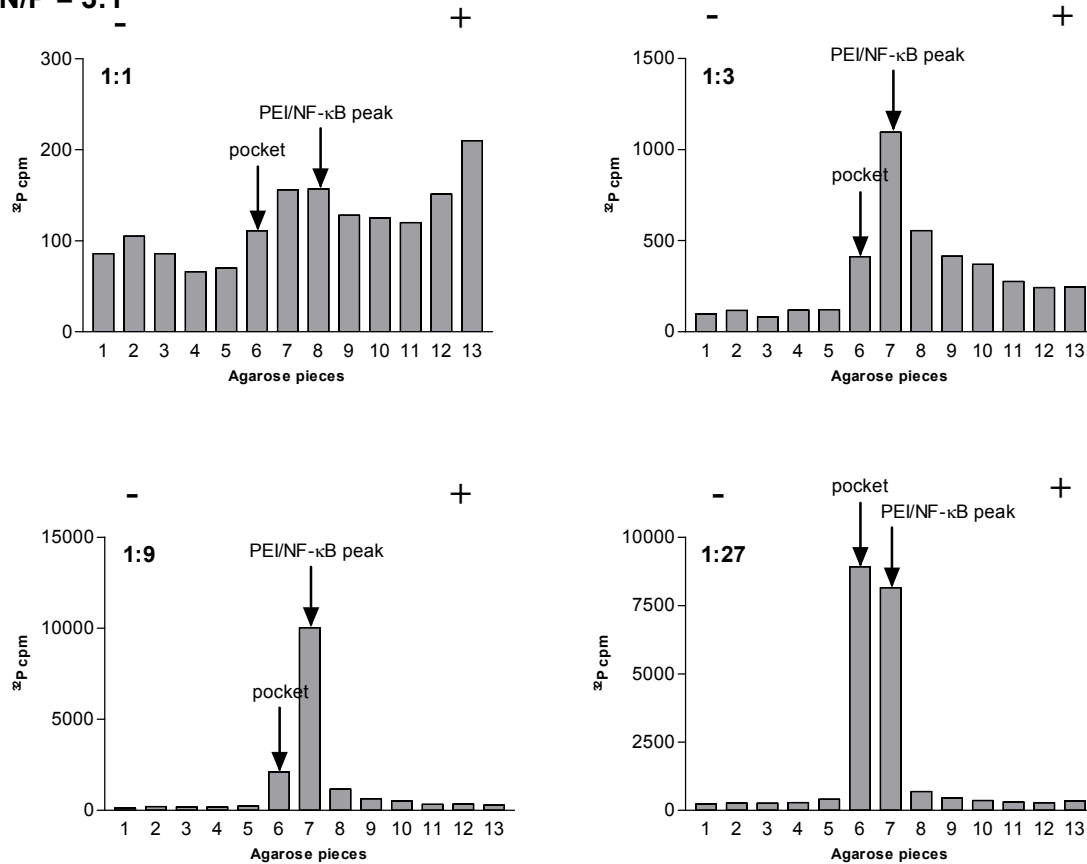 N/P = 3:1
- +
1:1
PEI/NF-κB peak
pocket
300
200
100
0
³²P cpm
1 2 3 4 5 6 7 8 9 10 11 12 13
Agarose pieces
- +
1:3
PEI/NF-κB peak
pocket
1500
1000
500
0
³²P cpm
1 2 3 4 5 6 7 8 9 10 11 12 13
Agarose pieces
- +
1:9
PEI/NF-κB peak
pocket
15000
10000
5000
0
³²P cpm
1 2 3 4 5 6 7 8 9 10 11 12 13
Agarose pieces
- +
pocket
PEI/NF-κB peak
1:27
10000
7500
5000
2500
0
³²P cpm
1 2 3 4 5 6 7 8 9 10 11 12 13
Agarose pieces